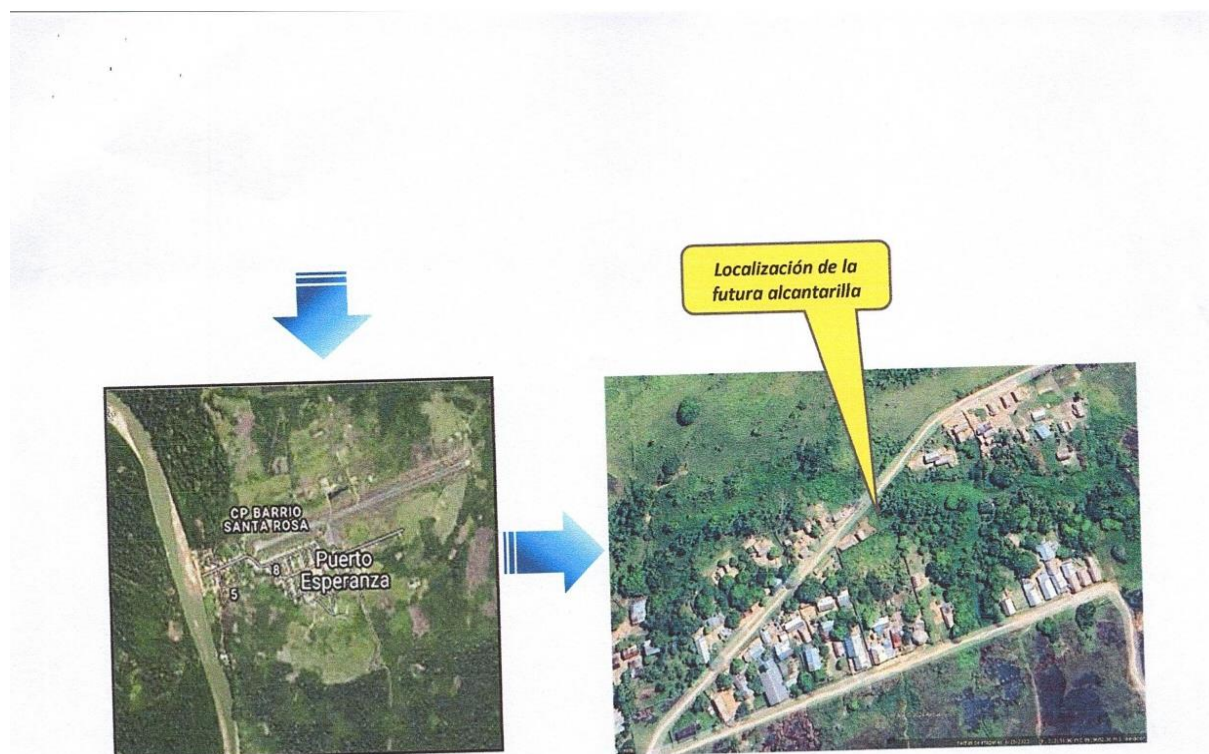 Localización de la
futura alcantarilla
CP BARRIO
SANTA ROSA
Puerto
Esperanza
8
5